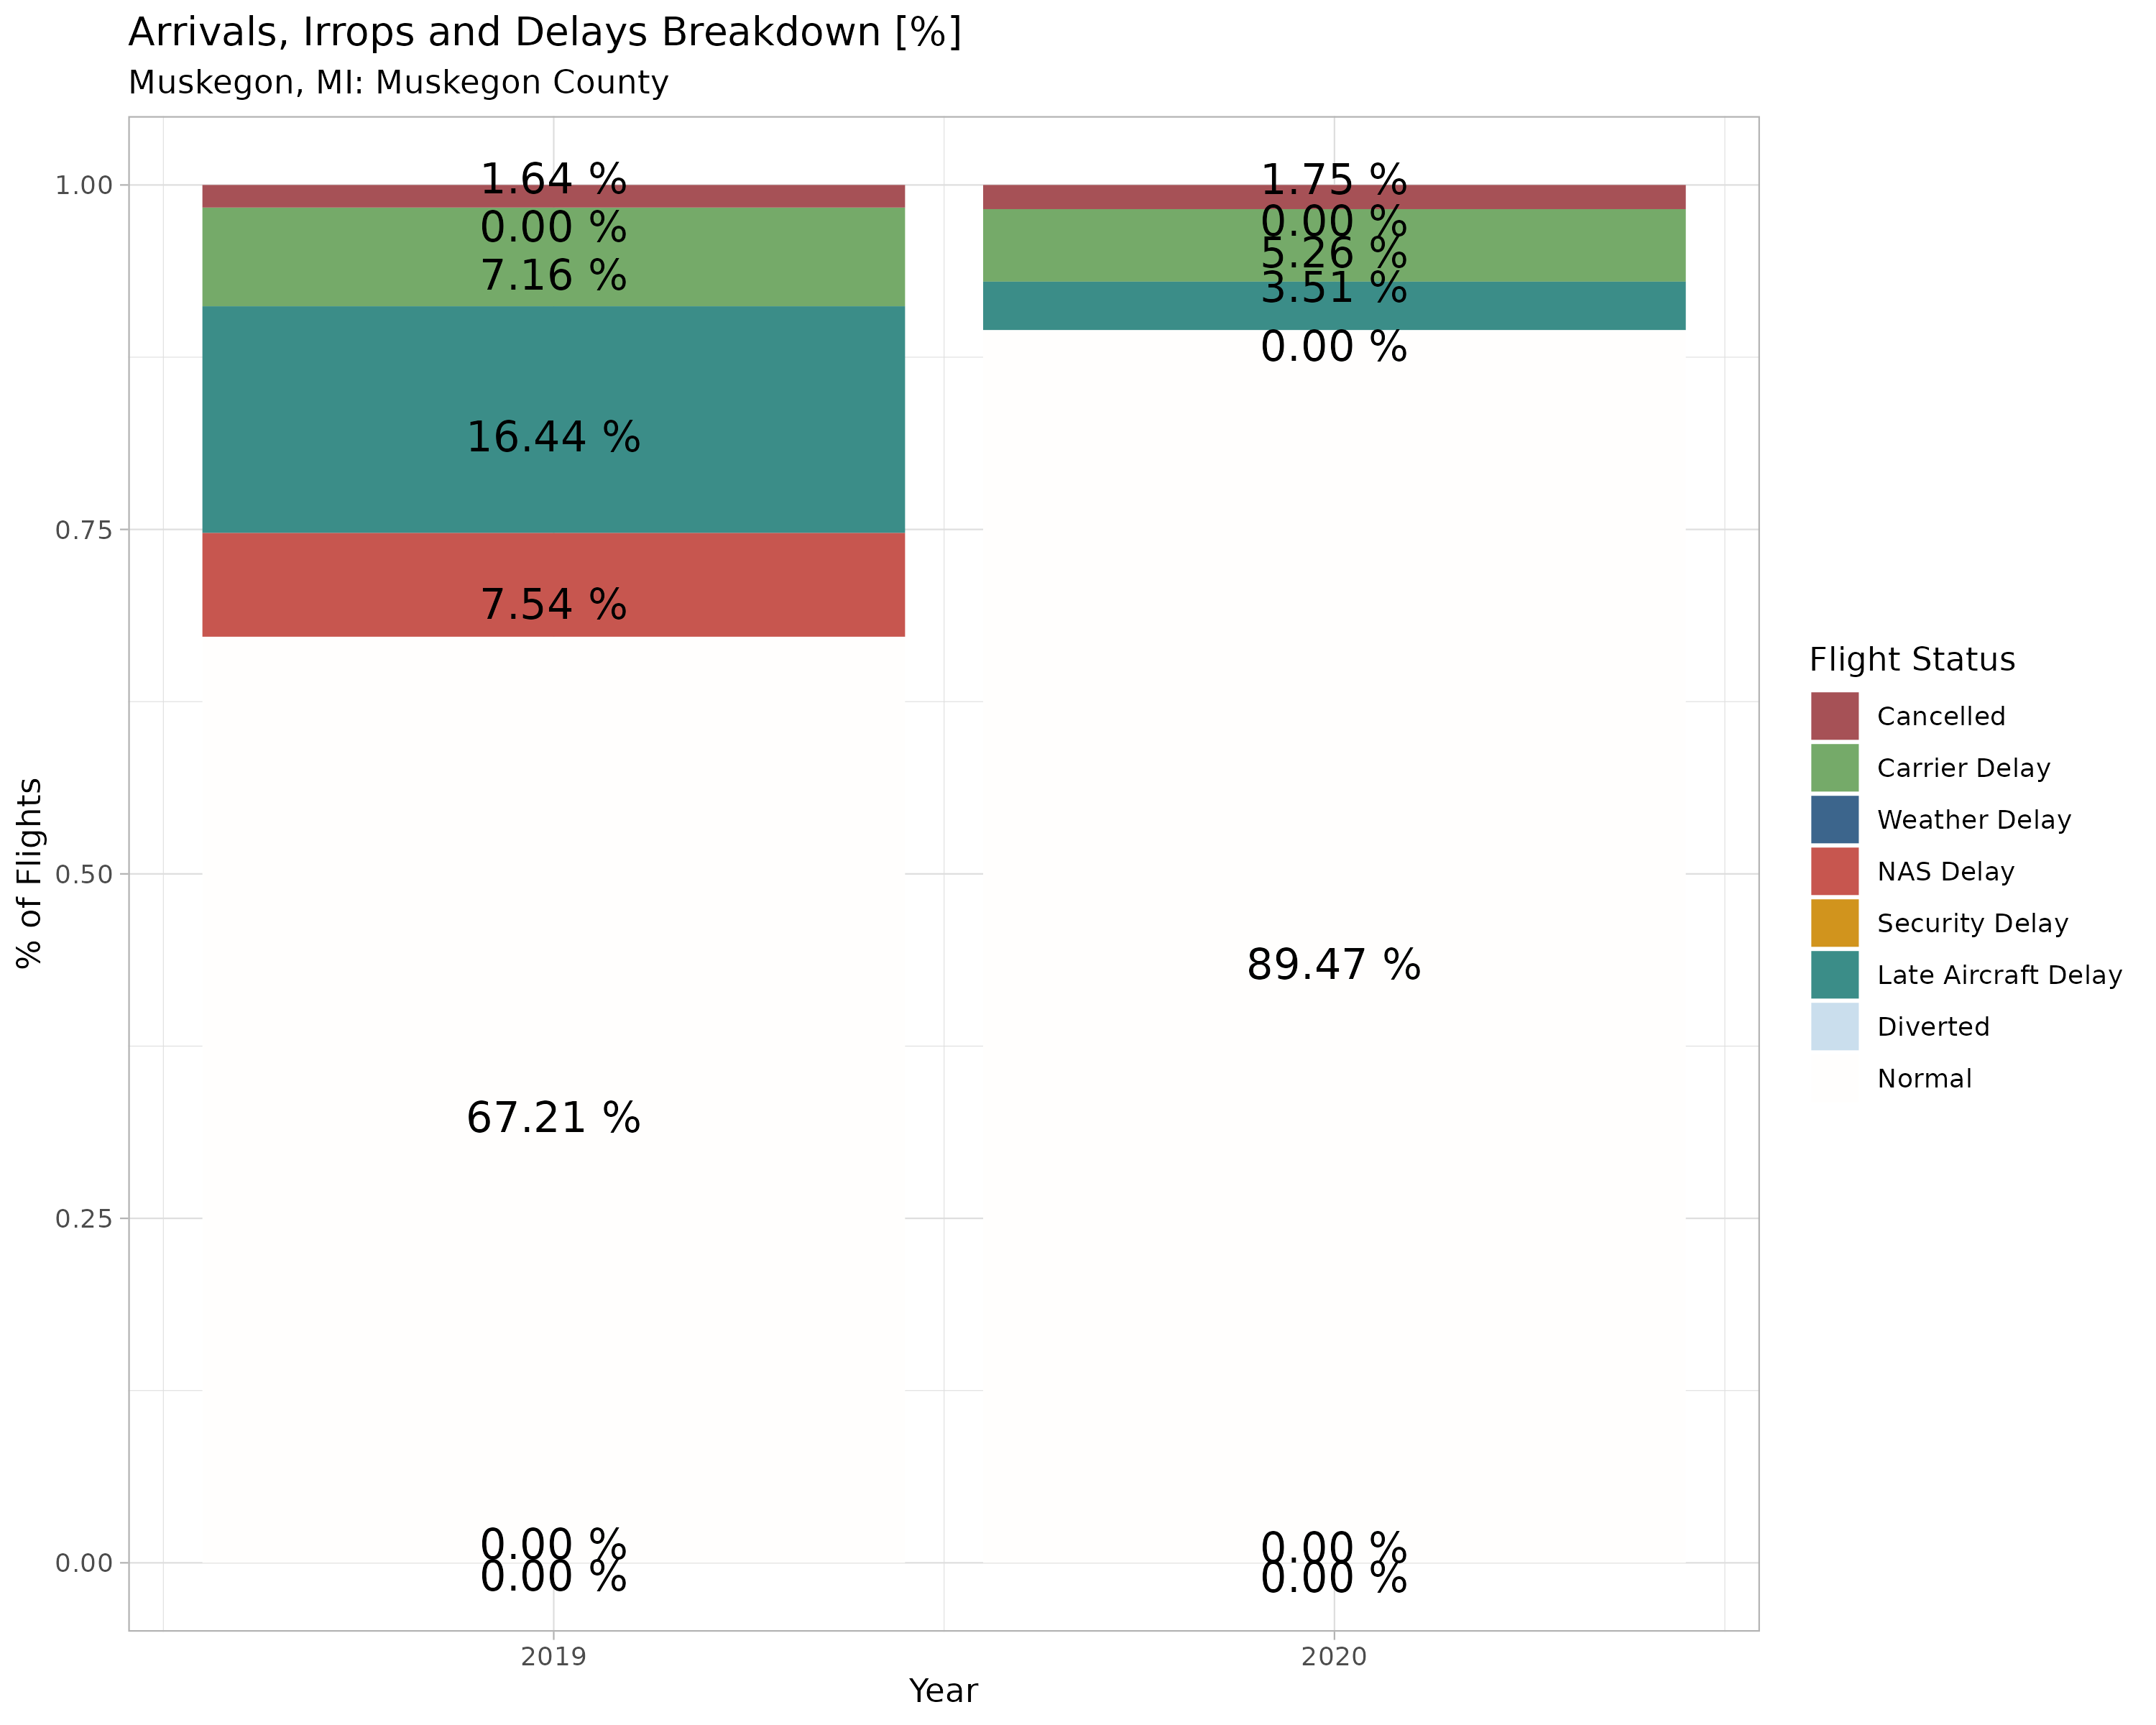 Arrivals, Irrops and Delays Breakdown [%]
Muskegon, MI: Muskegon County
% of Flights
1.00
0.75
0.50
0.25
0.00
1.64 %
0.00 %
7.16 %
16.44 %
7.54 %
67.21 %
0.00 %
0.00 %
1.75 %
0.00 %
5.26 %
3.51 %
0.00 %
89.47 %
0.00 %
0.00 %
2019
2020
Year
Flight Status
Cancelled
Carrier Delay
Weather Delay
NAS Delay
Security Delay
Late Aircraft Delay
Diverted
Normal